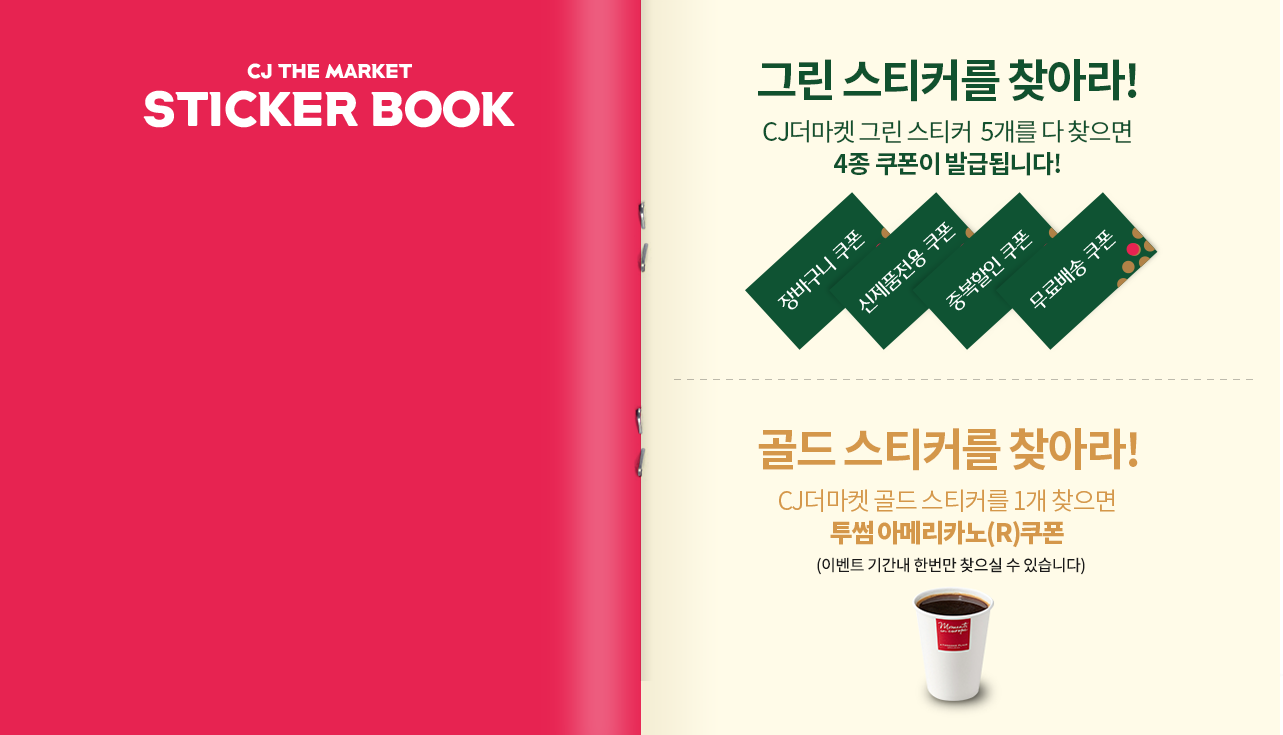 CJ THE MARKET
STICKER BOOK
그린 스티커를 찾아라!
CJ더마켓 그린 스티커 5개를 다 찾으면
4종 쿠폰이 발급됩니다!
장바구니 쿠폰
신제품전용 쿠폰
중복할인 쿠폰
무료배송 쿠폰
골드 스티커를 찾아라!
CJ더마켓 골드 스티커를 1개 찾으면
투썸 아메리카노(R)쿠폰
(이벤트 기간내 한번만 찾으실 수 있습니다)